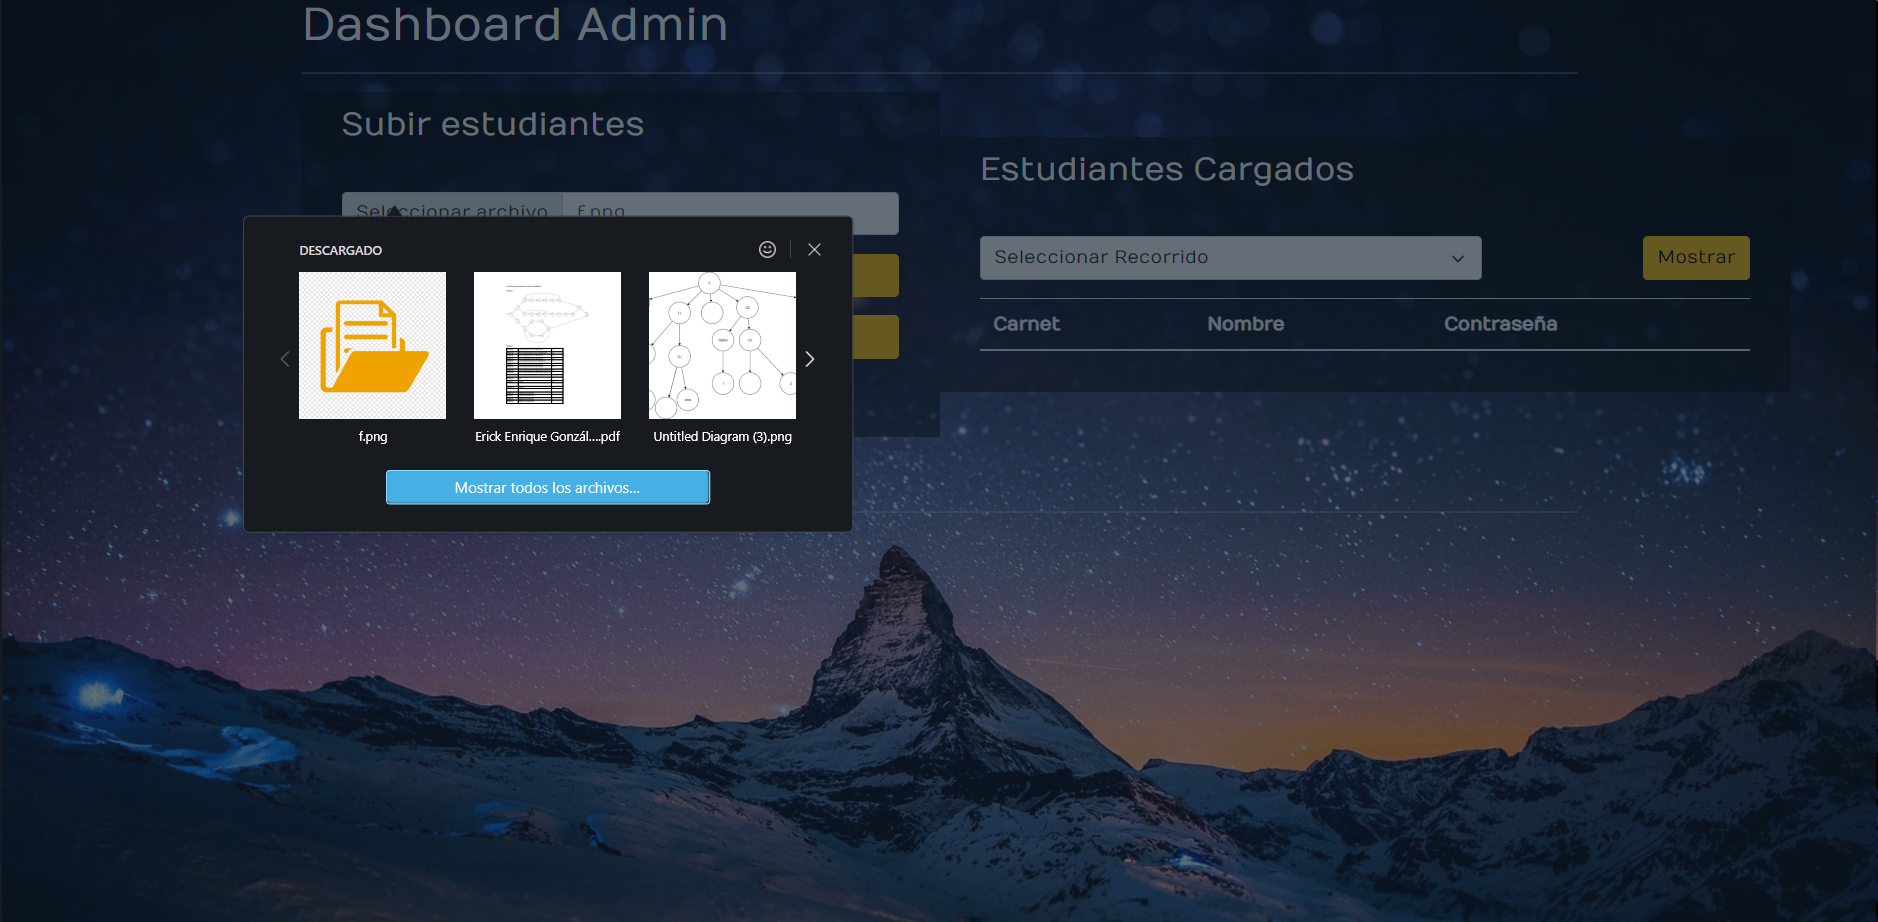 Dashboard Admin
Subir estudiantes
Seleccionar archivo f.png
DESCARGADO
f.png
Erick Enrique Gonzál....pdf
Untitled Diagram (3).png
Mostrar todos los archivos...
Estudiantes Cargados
Seleccionar Recorrido
Mostrar
Carnet Nombre Contraseña